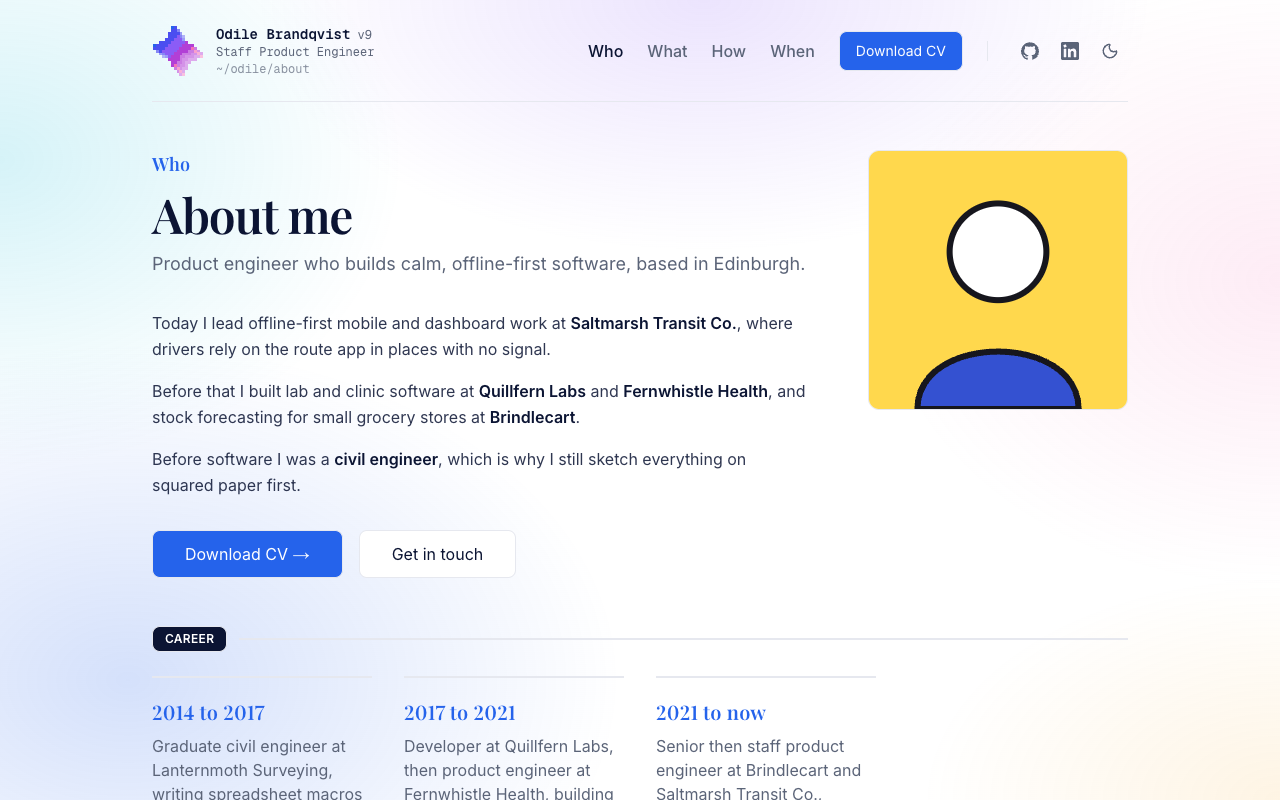 Odile Brandqvist v9
Staff Product Engineer
~/odile/about
Who What How When Download CV
Who
About me
Product engineer who builds calm, offline-first software, based in Edinburgh.
Today I lead offline-first mobile and dashboard work at Saltmarsh Transit Co., where
drivers rely on the route app in places with no signal.
Before that I built lab and clinic software at Quillfern Labs and Fernwhistle Health, and
stock forecasting for small grocery stores at Brindlecart.
Before software I was a civil engineer, which is why I still sketch everything on
squared paper first.
Download CV →
Get in touch
CAREER
2014 to 2017
Graduate civil engineer at
Lanternmoth Surveying,
writing spreadsheet macros
2017 to 2021
Developer at Quillfern Labs,
then product engineer at
Fernwhistle Health, building
2021 to now
Senior then staff product
engineer at Brindlecart and
Saltmarsh Transit Co.,